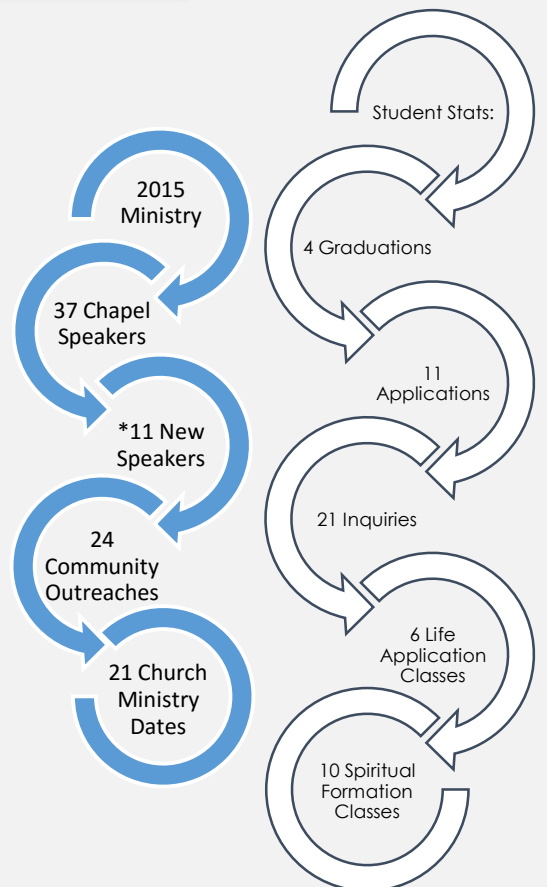 2015
Ministry
37 Chapel
Speakers
*11 New
Speakers
24
Community
Outreaches
21 Church
Ministry
Dates
Student Stats:
4 Graduations
11
Applications
21 Inquiries
6 Life
Application
Classes
10 Spiritual
Formation
Classes